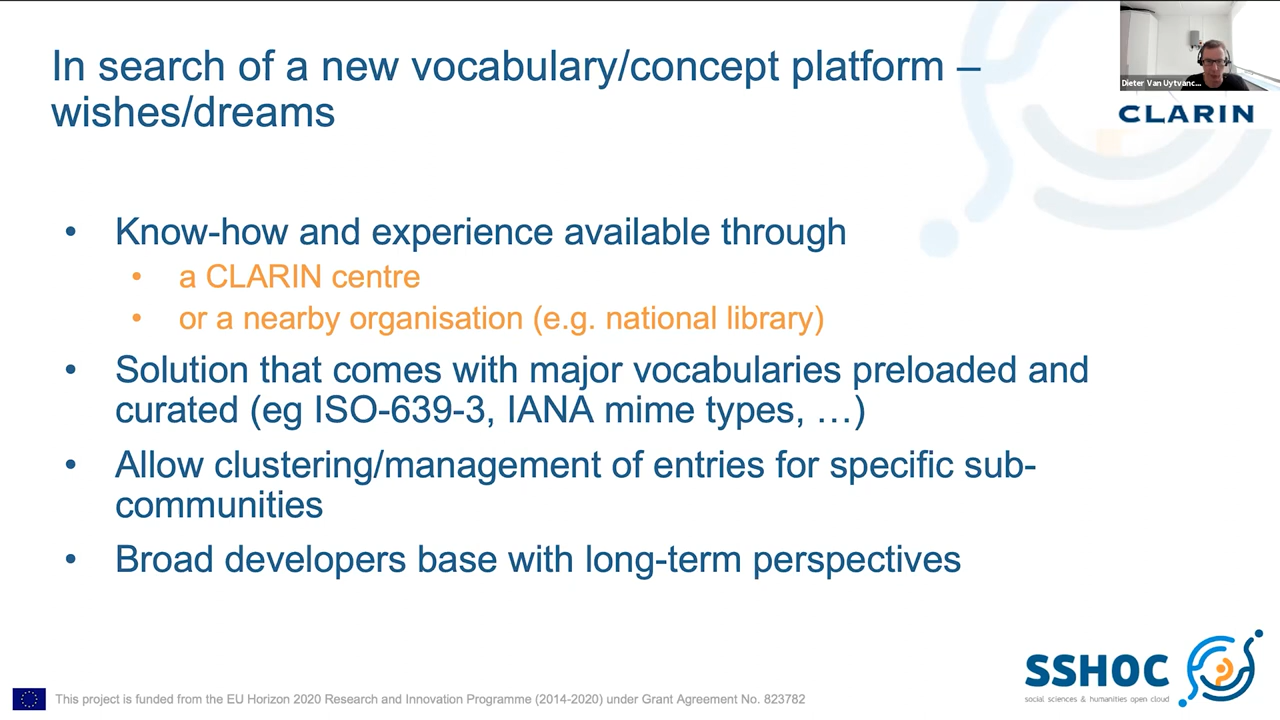 In search of a new vocabulary/concept platform –
wishes/dreams
Dieter Van Uytvanc...
CLARIN
• Know-how and experience available through
• a CLARIN centre
• or a nearby organisation (e.g. national library)
• Solution that comes with major vocabularies preloaded and
curated (eg ISO-639-3, IANA mime types, …)
• Allow clustering/management of entries for specific sub-
communities
• Broad developers base with long-term perspectives
SSHOC
social sciences & humanities open cloud
This project is funded from the EU Horizon 2020 Research and Innovation Programme (2014-2020) under Grant Agreement No. 823782